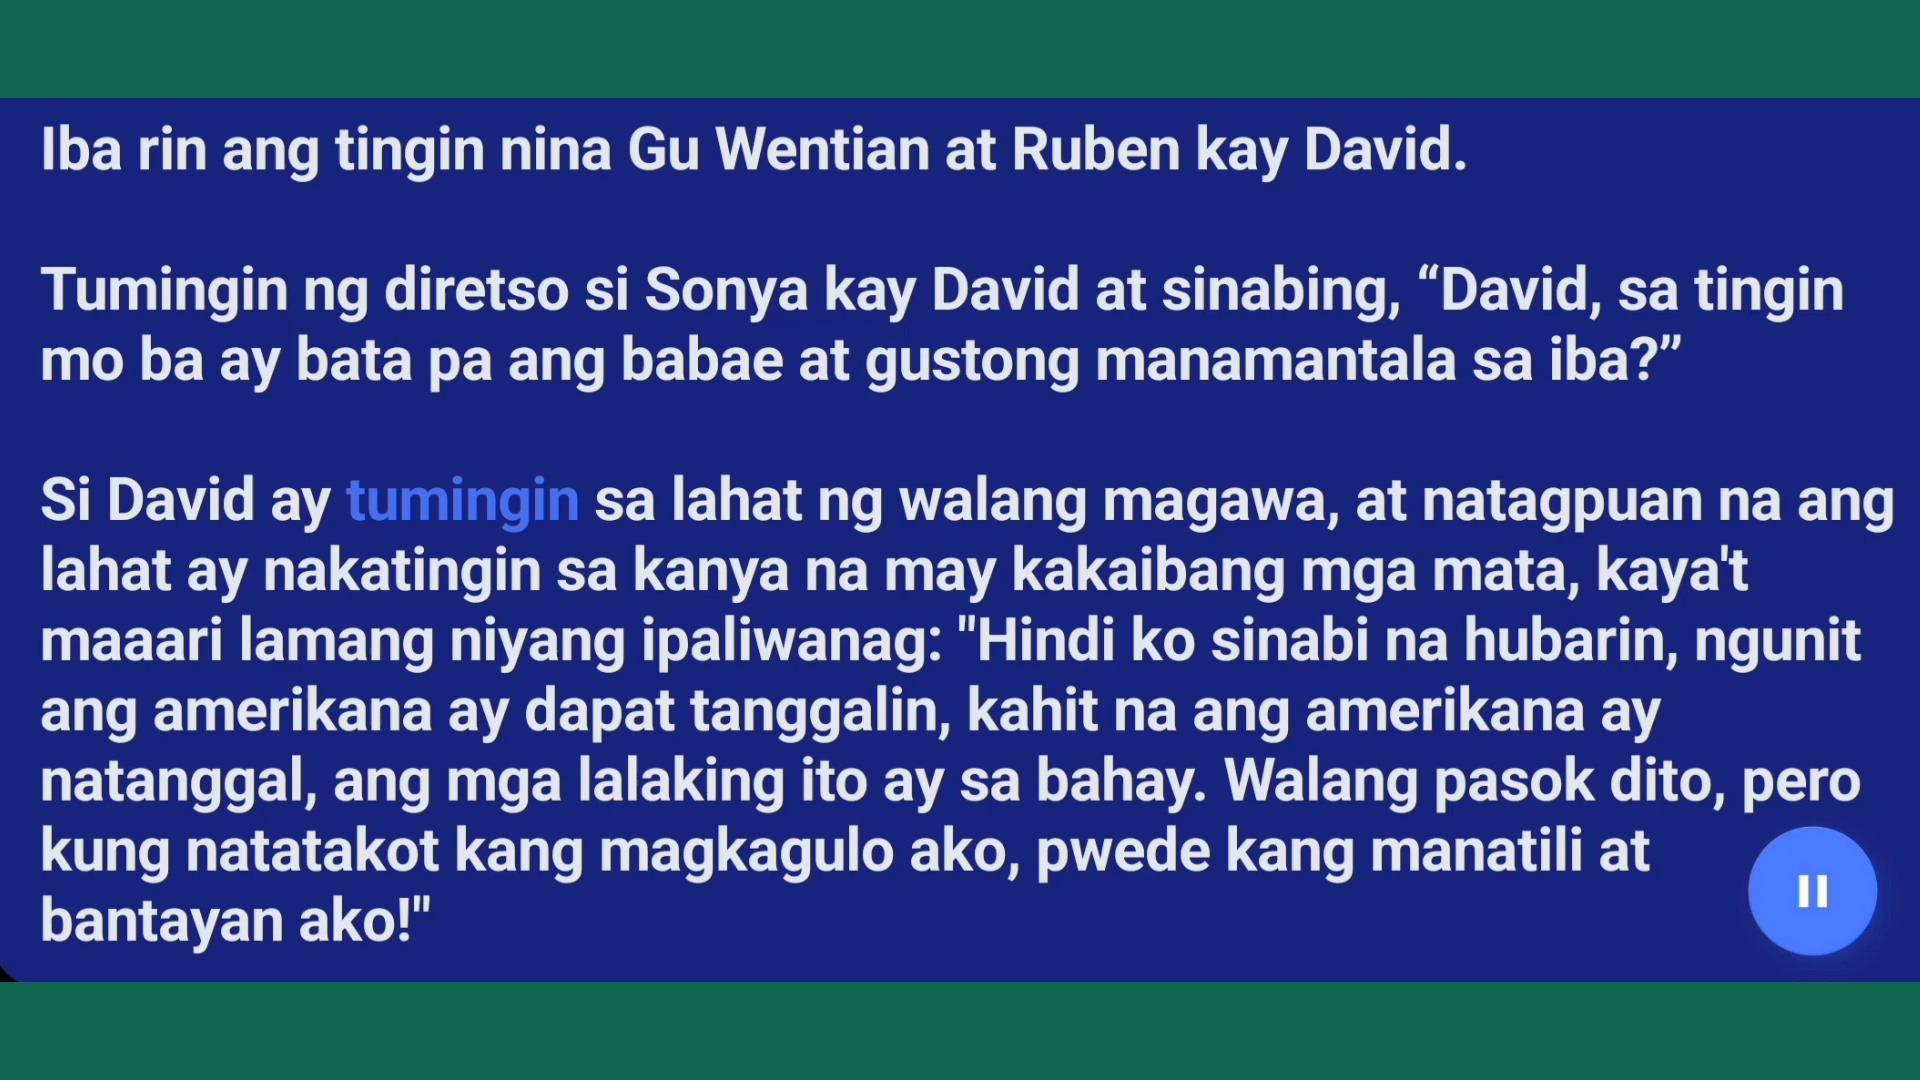 Iba rin ang tingin nina Gu Wentian at Ruben kay David.
Tumingin ng diretso si Sonya kay David at sinabing, “David, sa tingin
mo ba ay bata pa ang babae at gustong manamantala sa iba?”
Si David ay tumingin sa lahat ng walang magawa, at natagpuan na ang
lahat ay nakatingin sa kanya na may kakaibang mga mata, kaya't
maaari lamang niyang ipaliwanag: "Hindi ko sinabi na hubarin, ngunit
ang amerikana ay dapat tanggalin, kahit na ang amerikana ay
natanggal, ang mga lalaking ito ay sa bahay. Walang pasok dito, pero
kung natatakot kang magkagulo ako, pwede kang manatili at
bantayan ako!"